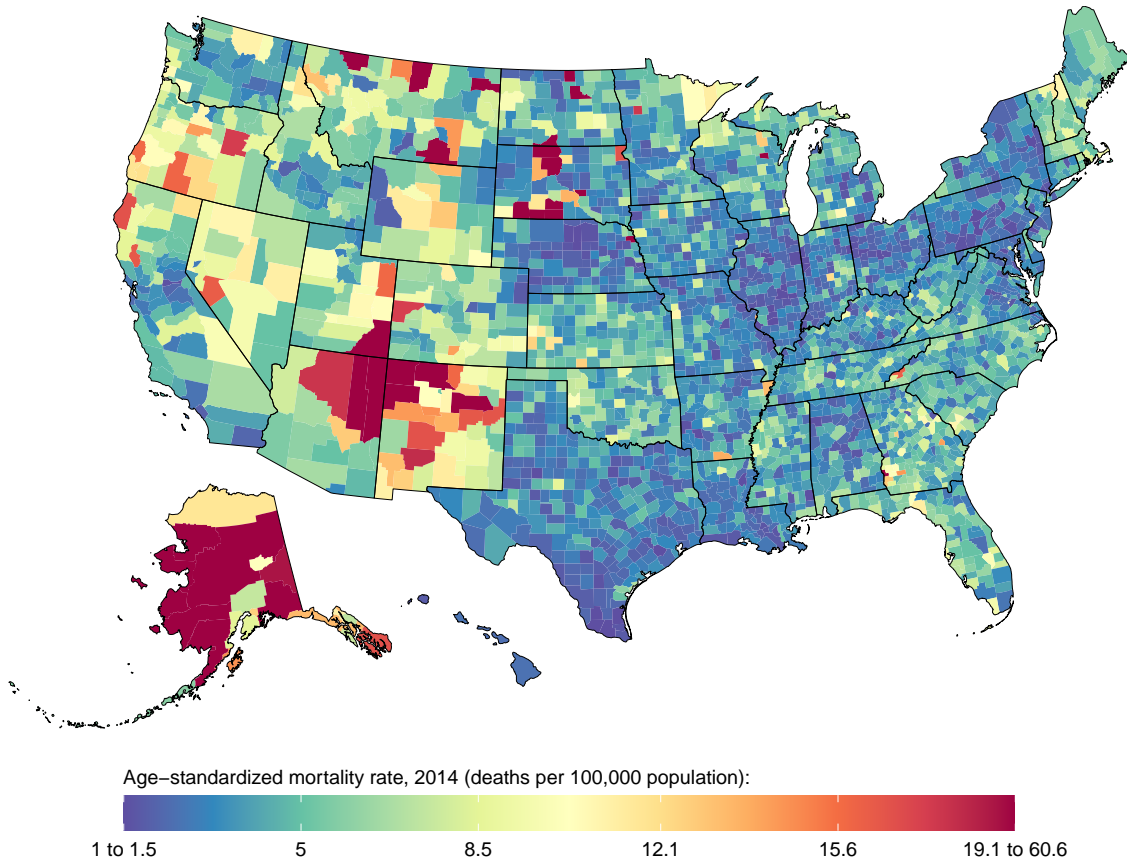 Age−standardized mortality rate, 2014 (deaths per 100,000 population):
1 to 1.5 5 8.5 12.1 15.6 19.1 to 60.6